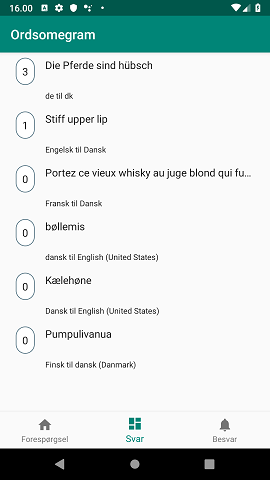 16.00
Ordsomegram
3
Die Pferde sind hübsch
de til dk
1
Stiff upper lip
Engelsk til Dansk
0
Portez ce vieux whisky au juge blond qui fu...
Fransk til Dansk
0
bøllemis
dansk til English (United States)
0
Kælehøne
Dansk til English (United States)
0
Pumpulivanua
Finsk til dansk (Danmark)
Forespørgsel
Svar
Besvar